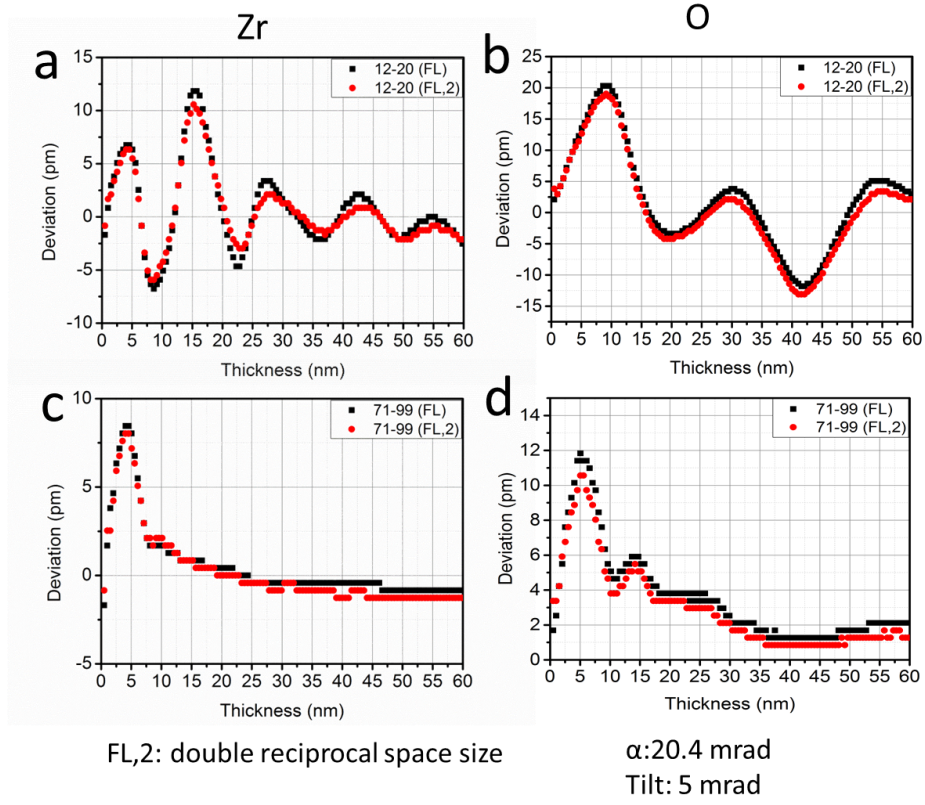 Zr
O
a
15
10
5
0
-5
-10
Deviation (pm)
12-20 (FL)
12-20 (FL,2)
0 5 10 15 20 25 30 35 40 45 50 55 60
Thickness (nm)
b
25
20
15
10
5
0
-5
-10
-15
Deviation (pm)
12-20 (FL)
12-20 (FL,2)
0 5 10 15 20 25 30 35 40 45 50 55 60
Thickness (nm)
c
10
5
0
-5
Deviation (pm)
71-99 (FL)
71-99 (FL,2)
0 5 10 15 20 25 30 35 40 45 50 55 60
Thickness (nm)
d
14
12
10
8
6
4
2
0
Deviation (pm)
71-99 (FL)
71-99 (FL,2)
0 5 10 15 20 25 30 35 40 45 50 55 60
Thickness (nm)
FL,2: double reciprocal space size
α:20.4 mrad
Tilt: 5 mrad